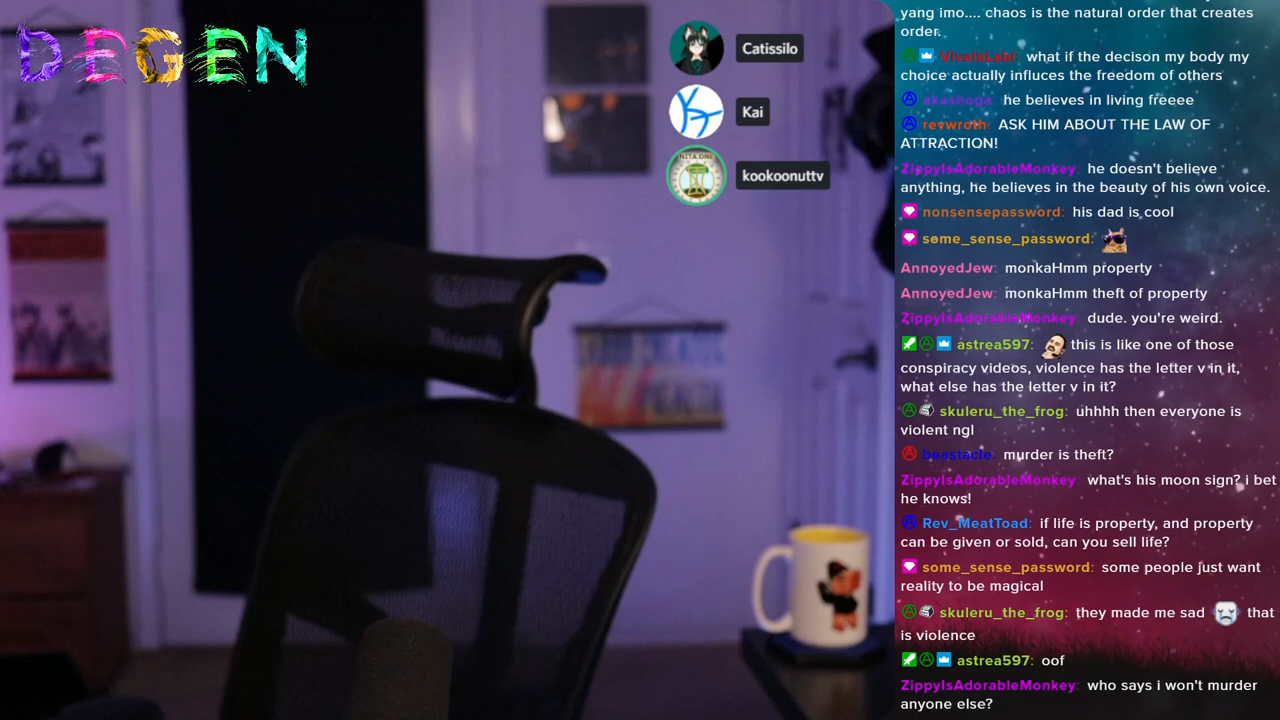 DEGEN
Catissilo
Kai
NITA.ONE
kookoonuttv
yang imo.... chaos is the natural order that creates
order.
VivalaLabi what if the decison my body my
choice actually influces the freedom of others
akashoga: he believes in living freeee
revwroth: ASK HIM ABOUT THE LAW OF
ATTRACTION!
ZippyIsAdorableMonkey: he doesn't believe
anything, he believes in the beauty of his own voice.
nonsensepassword: his dad is cool
some_sense_password:
AnnoyedJew: monkaHmm property
AnnoyedJew: monkaHmm theft of property
ZippyIsAdorableMonkey: dude. you're weird.
astrea597: this is like one of those
conspiracy videos, violence has the letter v in it,
what else has the letter v in it?
skuleru_the_frog: uhhhh then everyone is
violent ngl
beastacle: murder is theft?
ZippyIsAdorableMonkey: what's his moon sign? i bet
he knows!
Rev_MeatToad: if life is property, and property
can be given or sold, can you sell life?
some_sense_password: some people just want
reality to be magical
skuleru_the_frog: they made me sad that
is violence
astrea597: oof
ZippyIsAdorableMonkey: who says i won't murder
anyone else?